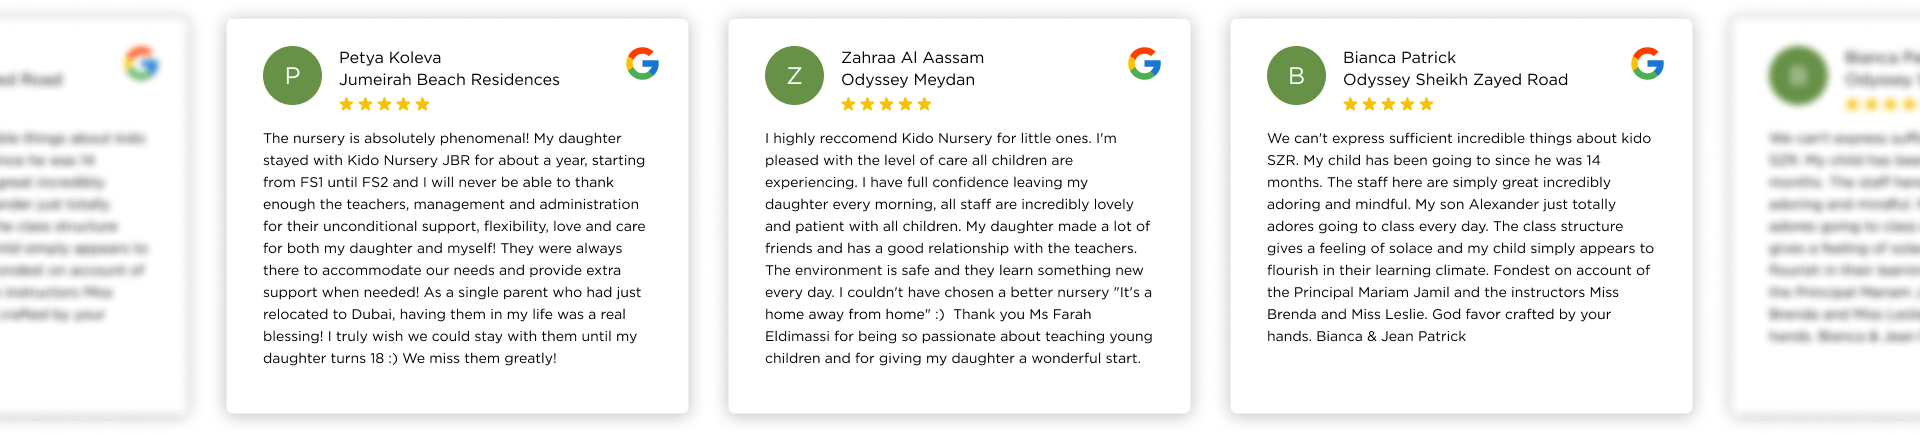 P
Petya Koleva
Jumeirah Beach Residences
The nursery is absolutely phenomenal! My daughter
stayed with Kido Nursery JBR for about a year, starting
from FS1 until FS2 and I will never be able to thank
enough the teachers, management and administration
for their unconditional support, flexibility, love and care
for both my daughter and myself! They were always
there to accommodate our needs and provide extra
support when needed! As a single parent who had just
relocated to Dubai, having them in my life was a real
blessing! I truly wish we could stay with them until my
daughter turns 18 :) We miss them greatly!
Z
Zahraa Al Aassam
Odyssey Meydan
I highly reccomend Kido Nursery for little ones. I'm
pleased with the level of care all children are
experiencing. I have full confidence leaving my
daughter every morning, all staff are incredibly lovely
and patient with all children. My daughter made a lot of
friends and has a good relationship with the teachers.
The environment is safe and they learn something new
every day. I couldn't have chosen a better nursery "It's a
home away from home" :)  Thank you Ms Farah
Eldimassi for being so passionate about teaching young
children and for giving my daughter a wonderful start.
B
Bianca Patrick
Odyssey Sheikh Zayed Road
We can't express sufficient incredible things about kido
SZR. My child has been going to since he was 14
months. The staff here are simply great incredibly
adoring and mindful. My son Alexander just totally
adores going to class every day. The class structure
gives a feeling of solace and my child simply appears to
flourish in their learning climate. Fondest on account of
the Principal Mariam Jamil and the instructors Miss
Brenda and Miss Leslie. God favor crafted by your
hands. Bianca & Jean Patrick